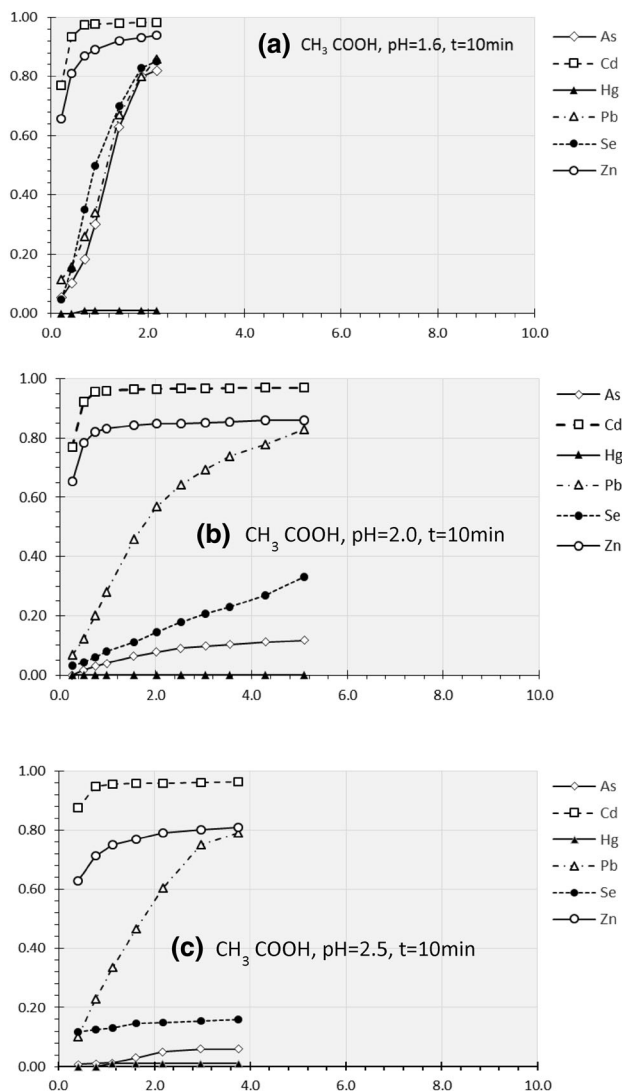 1.00
0.80
0.60
0.40
0.20
0.00
0.0 2.0 4.0 6.0 8.0 10.0
(a) CH3 COOH, pH=1.6, t=10min
As
Cd
Hg
Pb
Se
Zn
1.00
0.80
0.60
0.40
0.20
0.00
0.0 2.0 4.0 6.0 8.0 10.0
(b) CH3 COOH, pH=2.0, t=10min
As
Cd
Hg
Pb
Se
Zn
1.00
0.80
0.60
0.40
0.20
0.00
0.0 2.0 4.0 6.0 8.0 10.0
(c) CH3 COOH, pH=2.5, t=10min
As
Cd
Hg
Pb
Se
Zn